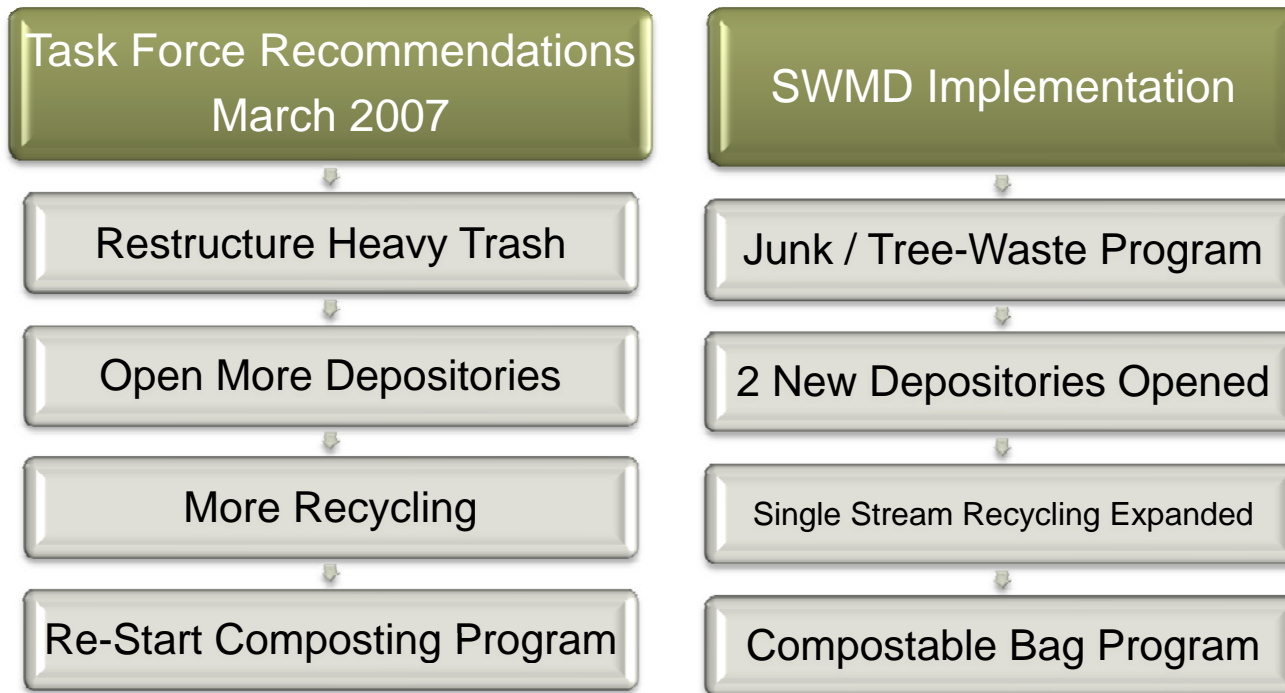 Task Force Recommendations
March 2007
Restructure Heavy Trash
Open More Depositories
More Recycling
Re-Start Composting Program
SWMD Implementation
Junk / Tree-Waste Program
2 New Depositories Opened
Single Stream Recycling Expanded
Compostable Bag Program